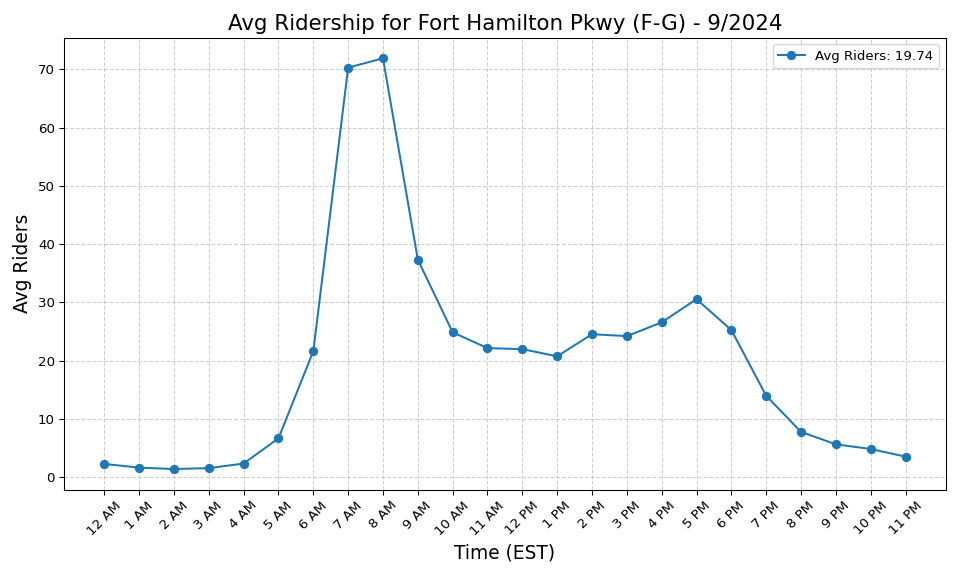 Avg Ridership for Fort Hamilton Pkwy (F-G) - 9/2024
Avg Riders: 19.74
Avg Riders
70
60
50
40
30
20
10
0
12 AM 1 AM 2 AM 3 AM 4 AM 5 AM 6 AM 7 AM 8 AM 9 AM 10 AM 11 AM 12 PM 1 PM 2 PM 3 PM 4 PM 5 PM 6 PM 7 PM 8 PM 9 PM 10 PM 11 PM
Time (EST)